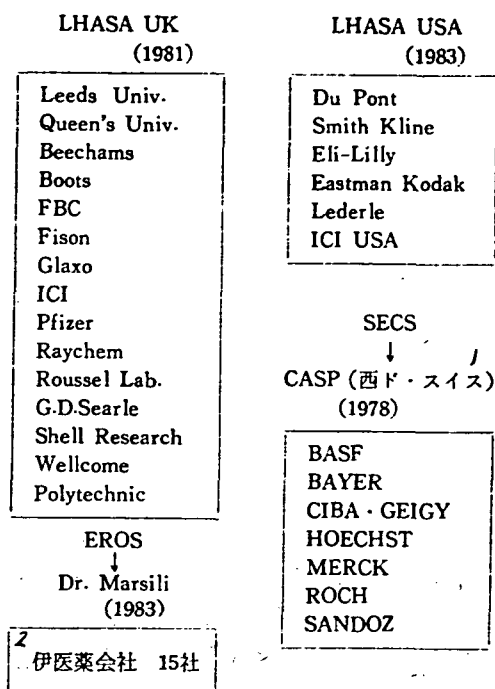 LHASA UK
(1981)
Leeds Univ.
Queen's Univ.
Beechams
Boots
FBC
Fison
Glaxo
ICI
Pfizer
Raychem
Roussel Lab.
G.D.Searle
Shell Research
Wellcome
Polytechnic
EROS
↓
Dr. Marsili
(1983)
2
伊医薬会社 15社
LHASA USA
(1983)
Du Pont
Smith Kline
Eli-Lilly
Eastman Kodak
Lederle
ICI USA
SECS
↓
CASP (西ド・スイス)
(1978)
BASF
BAYER
CIBA・GEIGY
HOECHST
MERCK
ROCH
SANDOZ